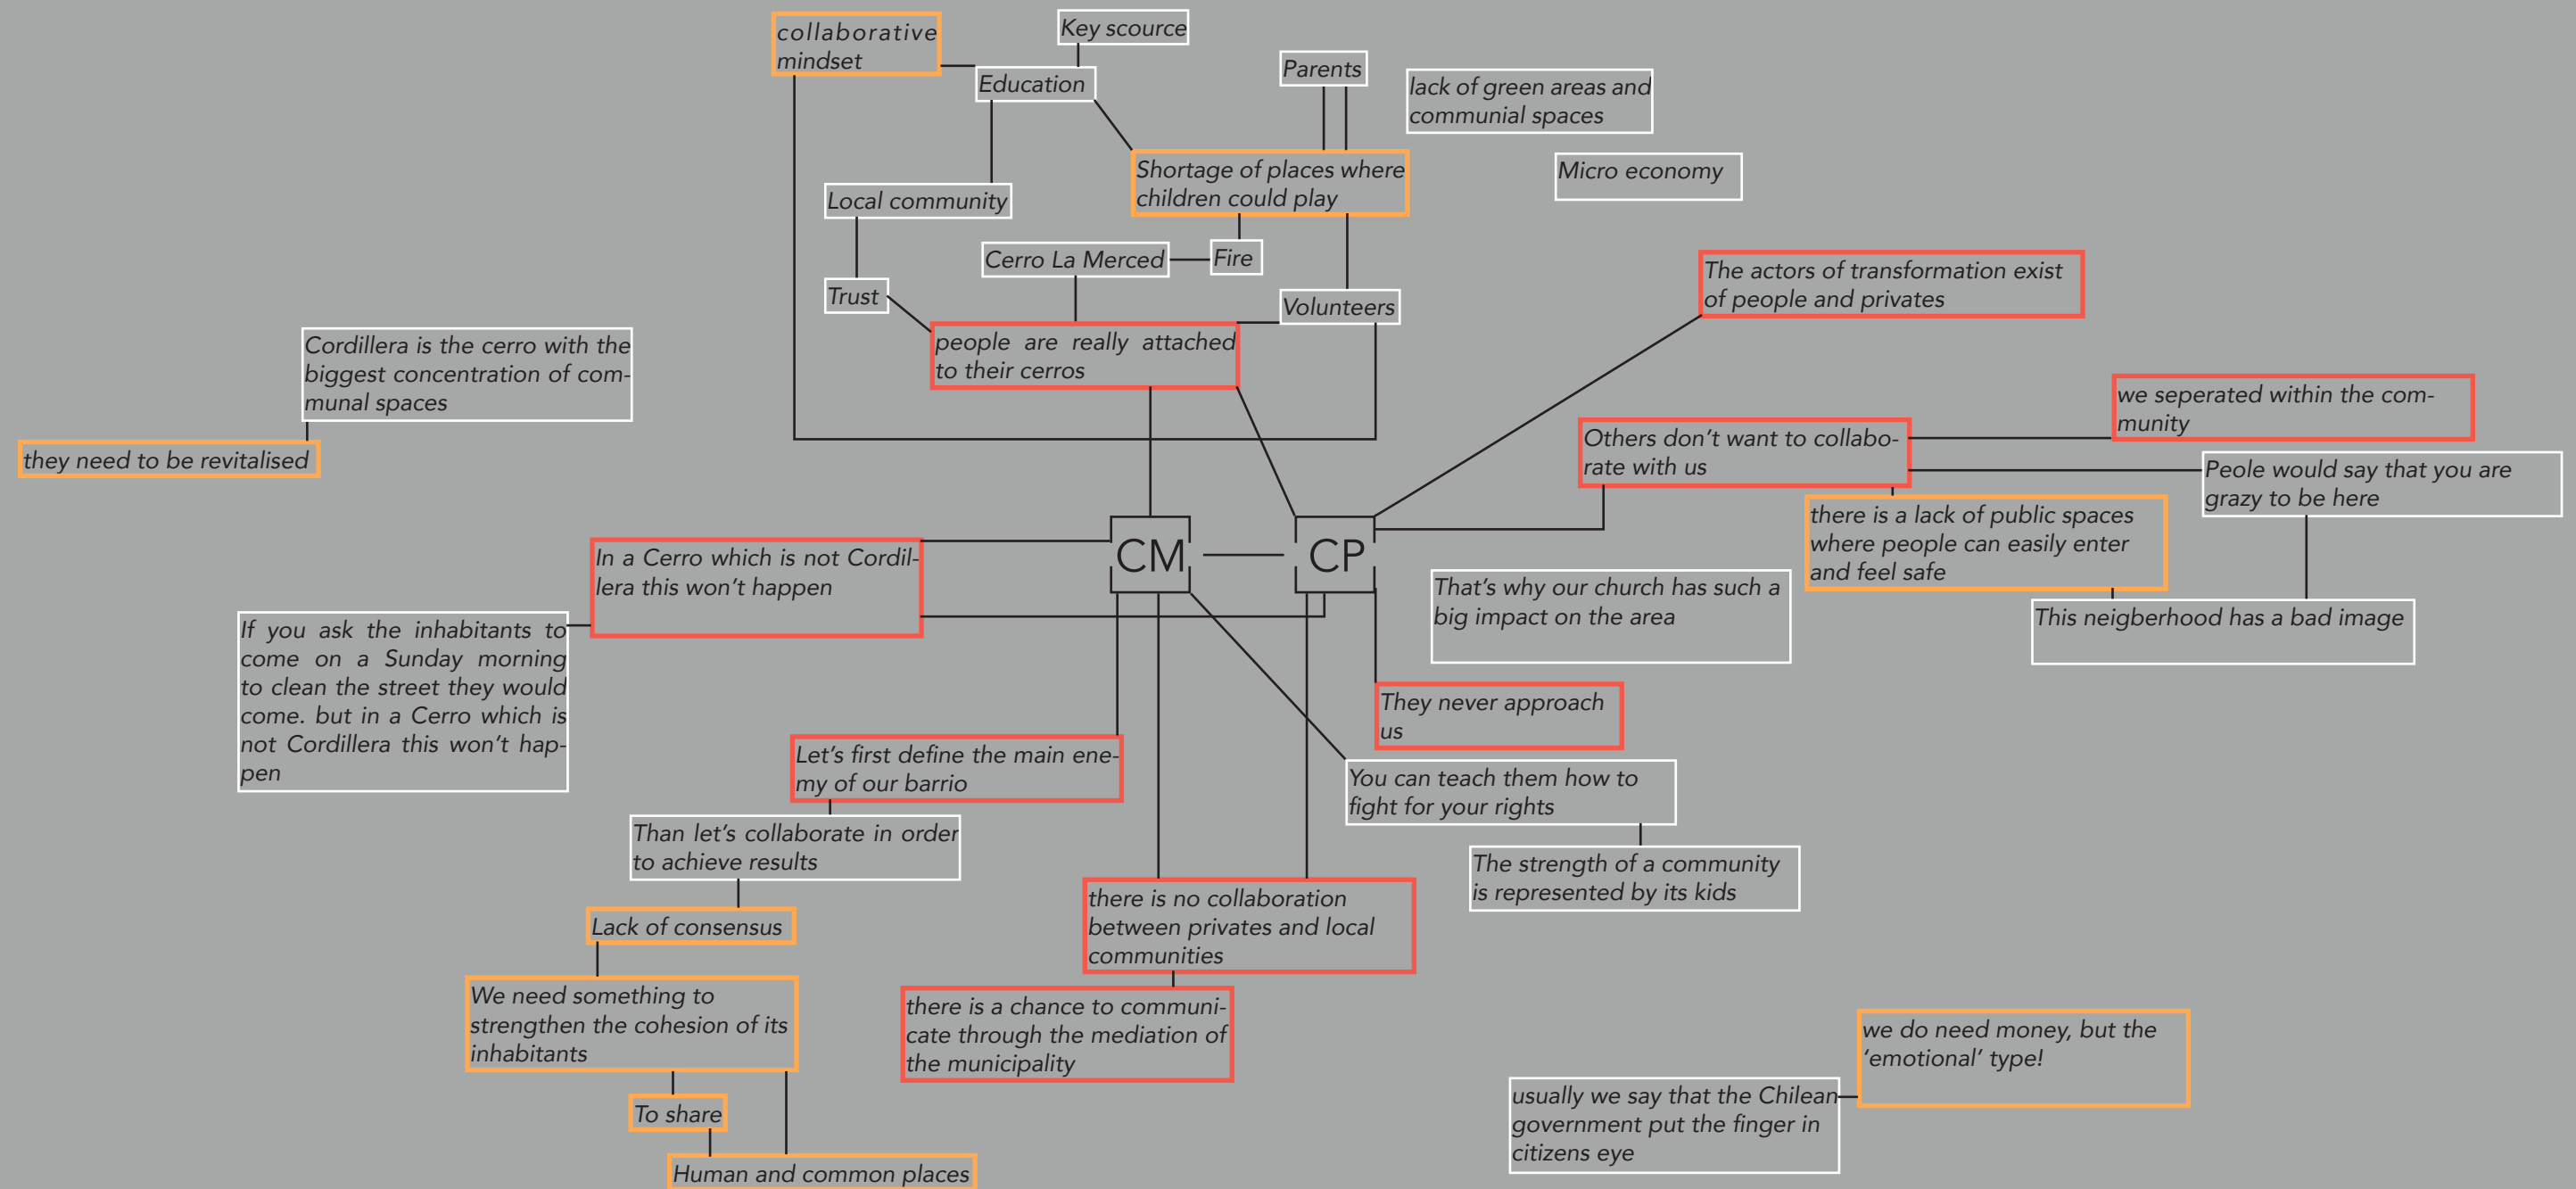 collaborative
mindset
Key scource
Education
Parents
lack of green areas and
communial spaces
Shortage of places where
children could play
Micro economy
Local community
Cerro La Merced
Fire
Trust
Volunteers
people are really attached
to their cerros
The actors of transformation exist
of people and privates
Cordillera is the cerro with the
biggest concentration of com-
munal spaces
they need to be revitalised
we seperated within the com-
munity
Others don't want to collabo-
rate with us
Peole would say that you are
grazy to be here
there is a lack of public spaces
where people can easily enter
and feel safe
This neigberhood has a bad image
CM
CP
In a Cerro which is not Cordil-
lera this won't happen
That's why our church has such a
big impact on the area
If you ask the inhabitants to
come on a Sunday morning
to clean the street they would
come. but in a Cerro which is
not Cordillera this won't hap-
pen
They never approach
us
Let's first define the main ene-
my of our barrio
You can teach them how to
fight for your rights
Than let's collaborate in order
to achieve results
The strength of a community
is represented by its kids
Lack of consensus
there is no collaboration
between privates and local
communities
We need something to
strengthen the cohesion of its
inhabitants
there is a chance to communi-
cate through the mediation of
the municipality
we do need money, but the
'emotional' type!
usually we say that the Chilean
government put the finger in
citizens eye
To share
Human and common places